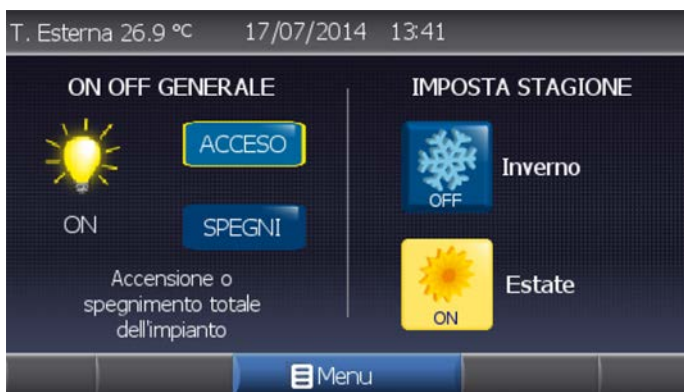 T. Esterna 26.9 °C 17/07/2014 13:41
ON OFF GENERALE
ON
ACCESO
SPEGNI
Accensione o
spegnimento totale
dell'impianto
IMPOSTA STAGIONE
OFF
Inverno
ON
Estate
Menu